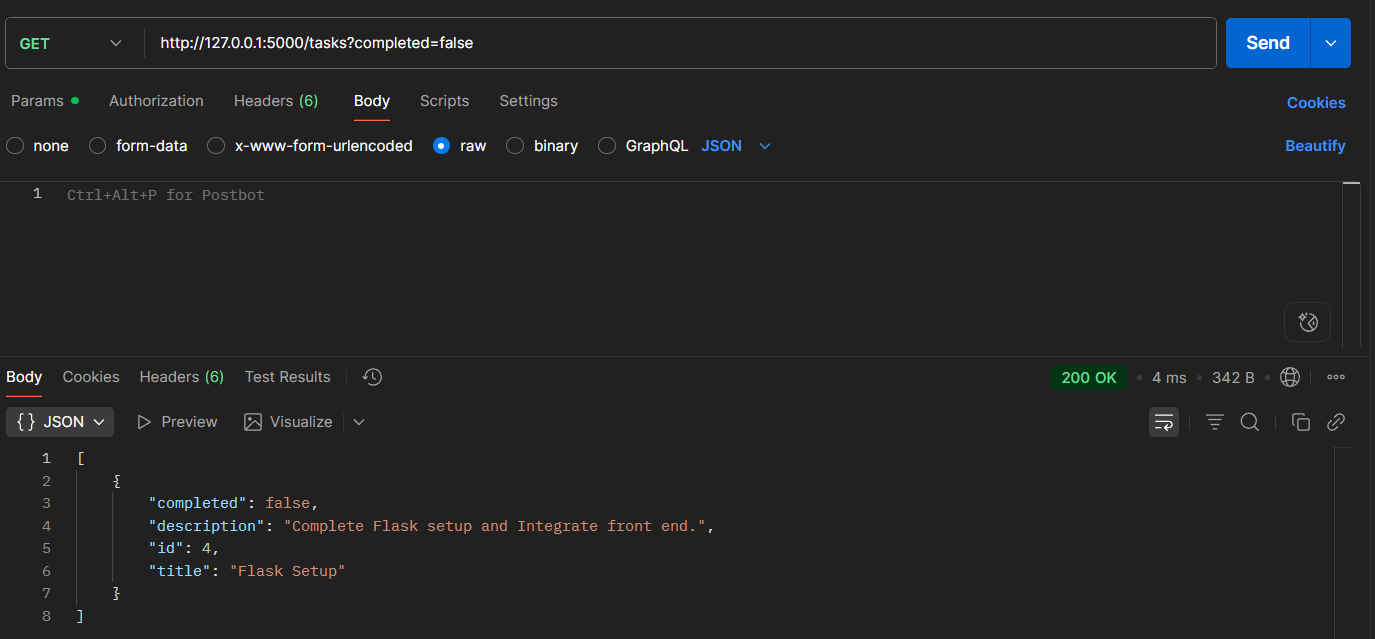 GET http://127.0.0.1:5000/tasks?completed=false Send
Params Authorization Headers (6) Body Scripts Settings Cookies
none form-data x-www-form-urlencoded raw binary GraphQL JSON Beautify
1 Ctrl+Alt+P for Postbot
Body Cookies Headers (6) Test Results 200 OK • 4 ms • 342 B •
{} JSON Preview Visualize
1 [
2 {
3 "completed": false,
4 "description": "Complete Flask setup and Integrate front end.",
5 "id": 4,
6 "title": "Flask Setup"
7 }
8 ]